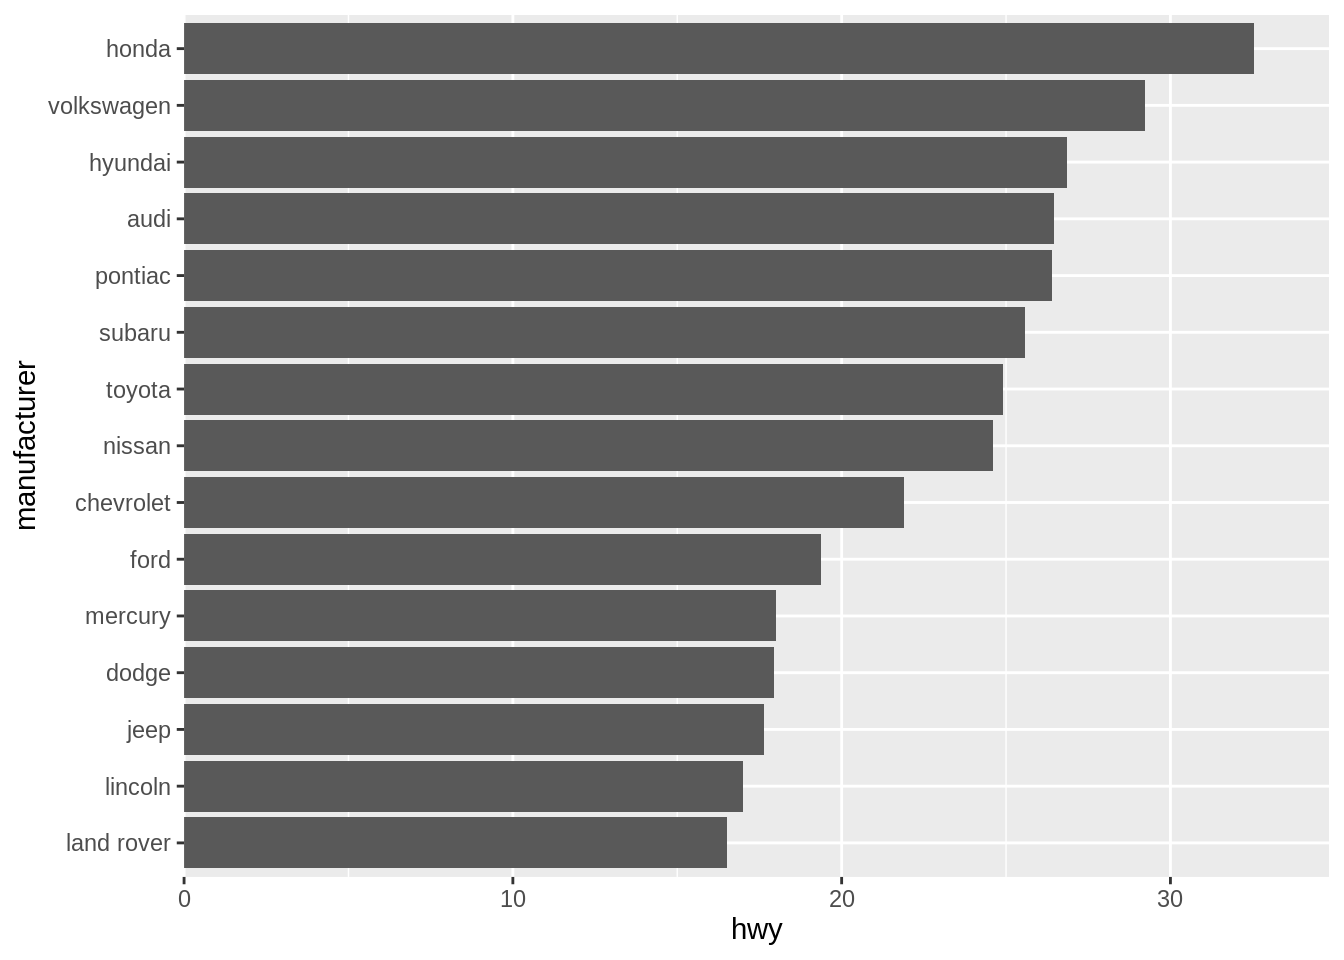 manufacturer
honda
volkswagen
hyundai
audi
pontiac
subaru
toyota
nissan
chevrolet
ford
mercury
dodge
jeep
lincoln
land rover
0 10 20 30
hwy